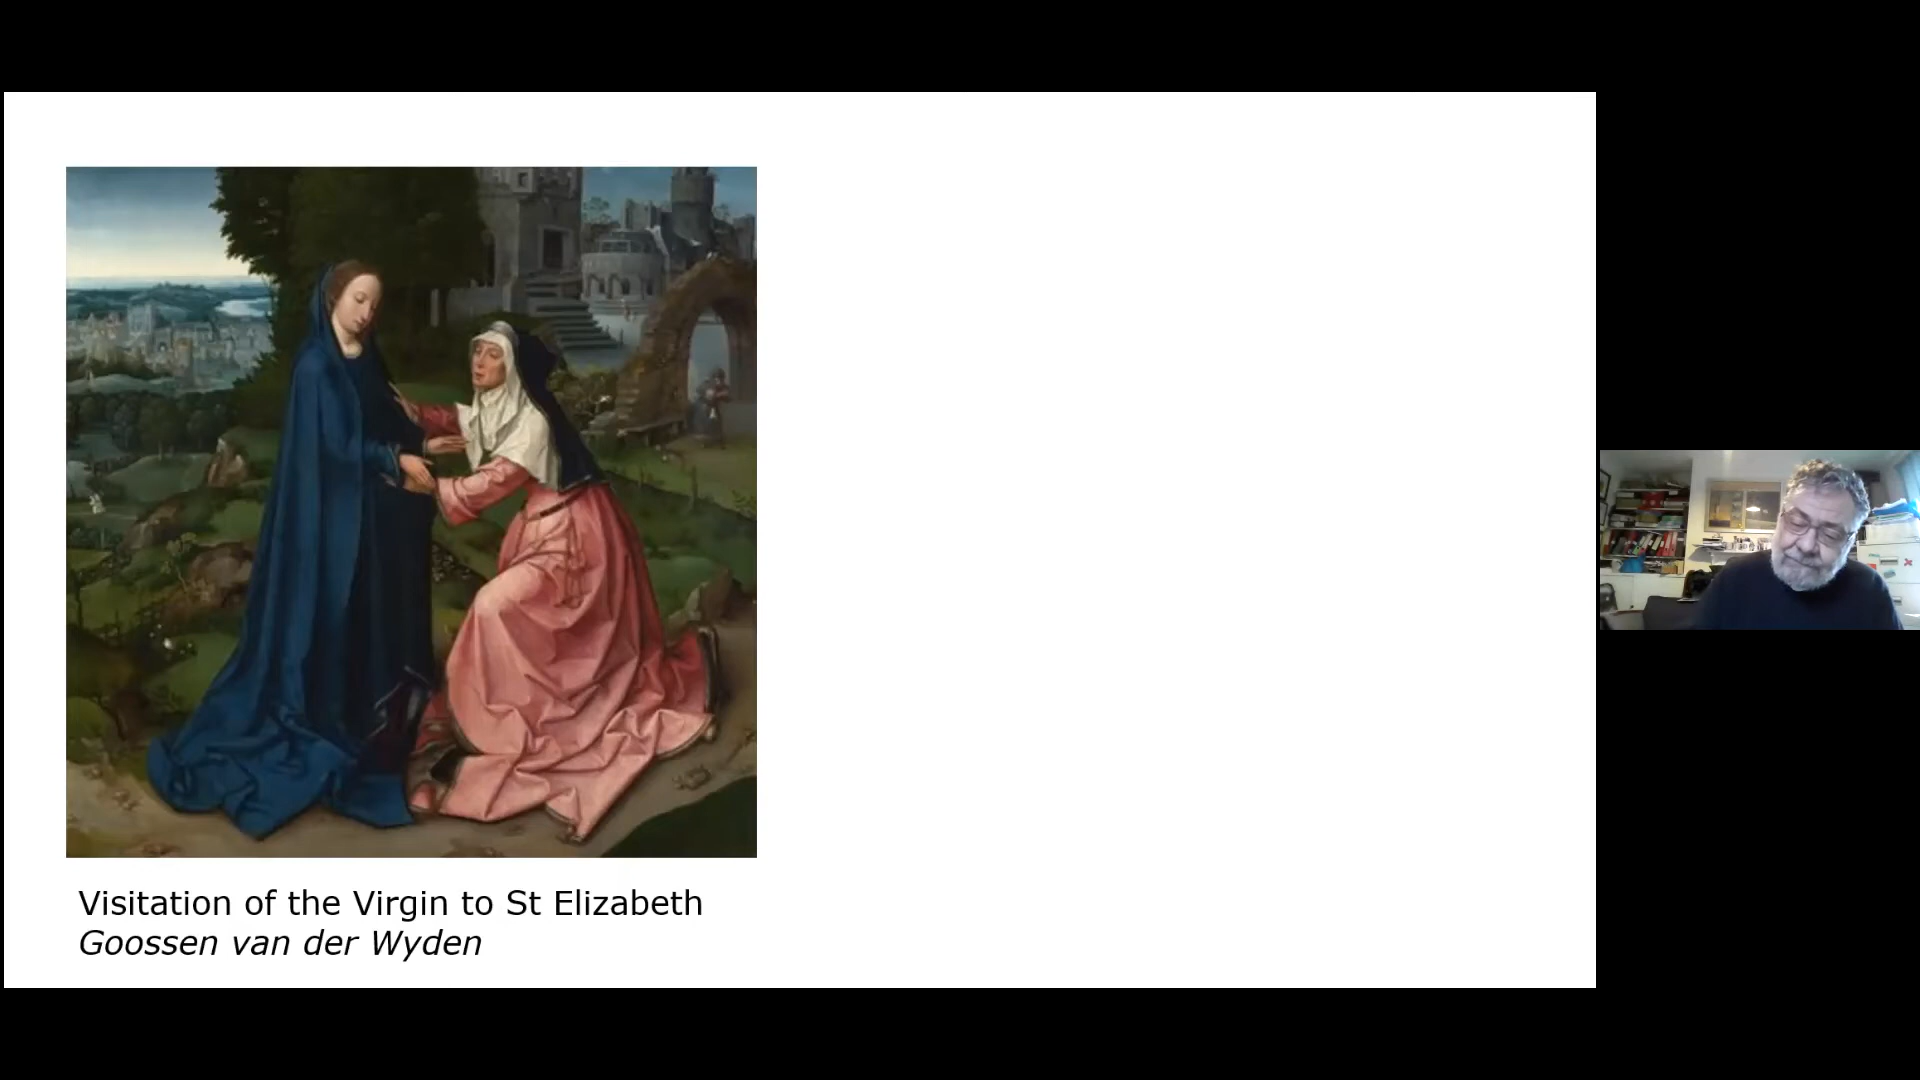 Visitation of the Virgin to St Elizabeth
Goossen van der Wyden